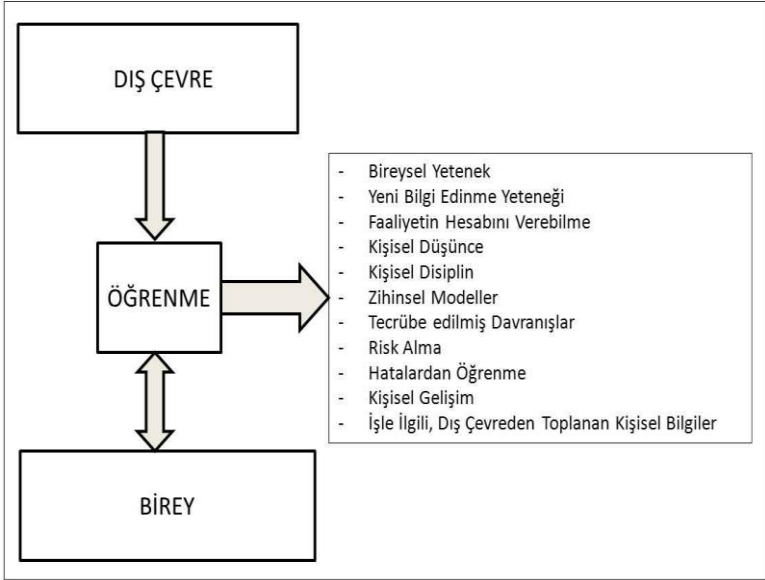 DIŞ ÇEVRE
ÖĞRENME
- Bireysel Yetenek
- Yeni Bilgi Edinme Yeteneği
- Faaliyetin Hesabını Verebilme
- Kişisel Düşünce
- Kişisel Disiplin
- Zihinsel Modeller
- Tecrübe edilmiş Davranışlar
- Risk Alma
- Hatalardan Öğrenme
- Kişisel Gelişim
- İşle İlgili, Dış Çevreden Toplanan Kişisel Bilgiler
BİREY